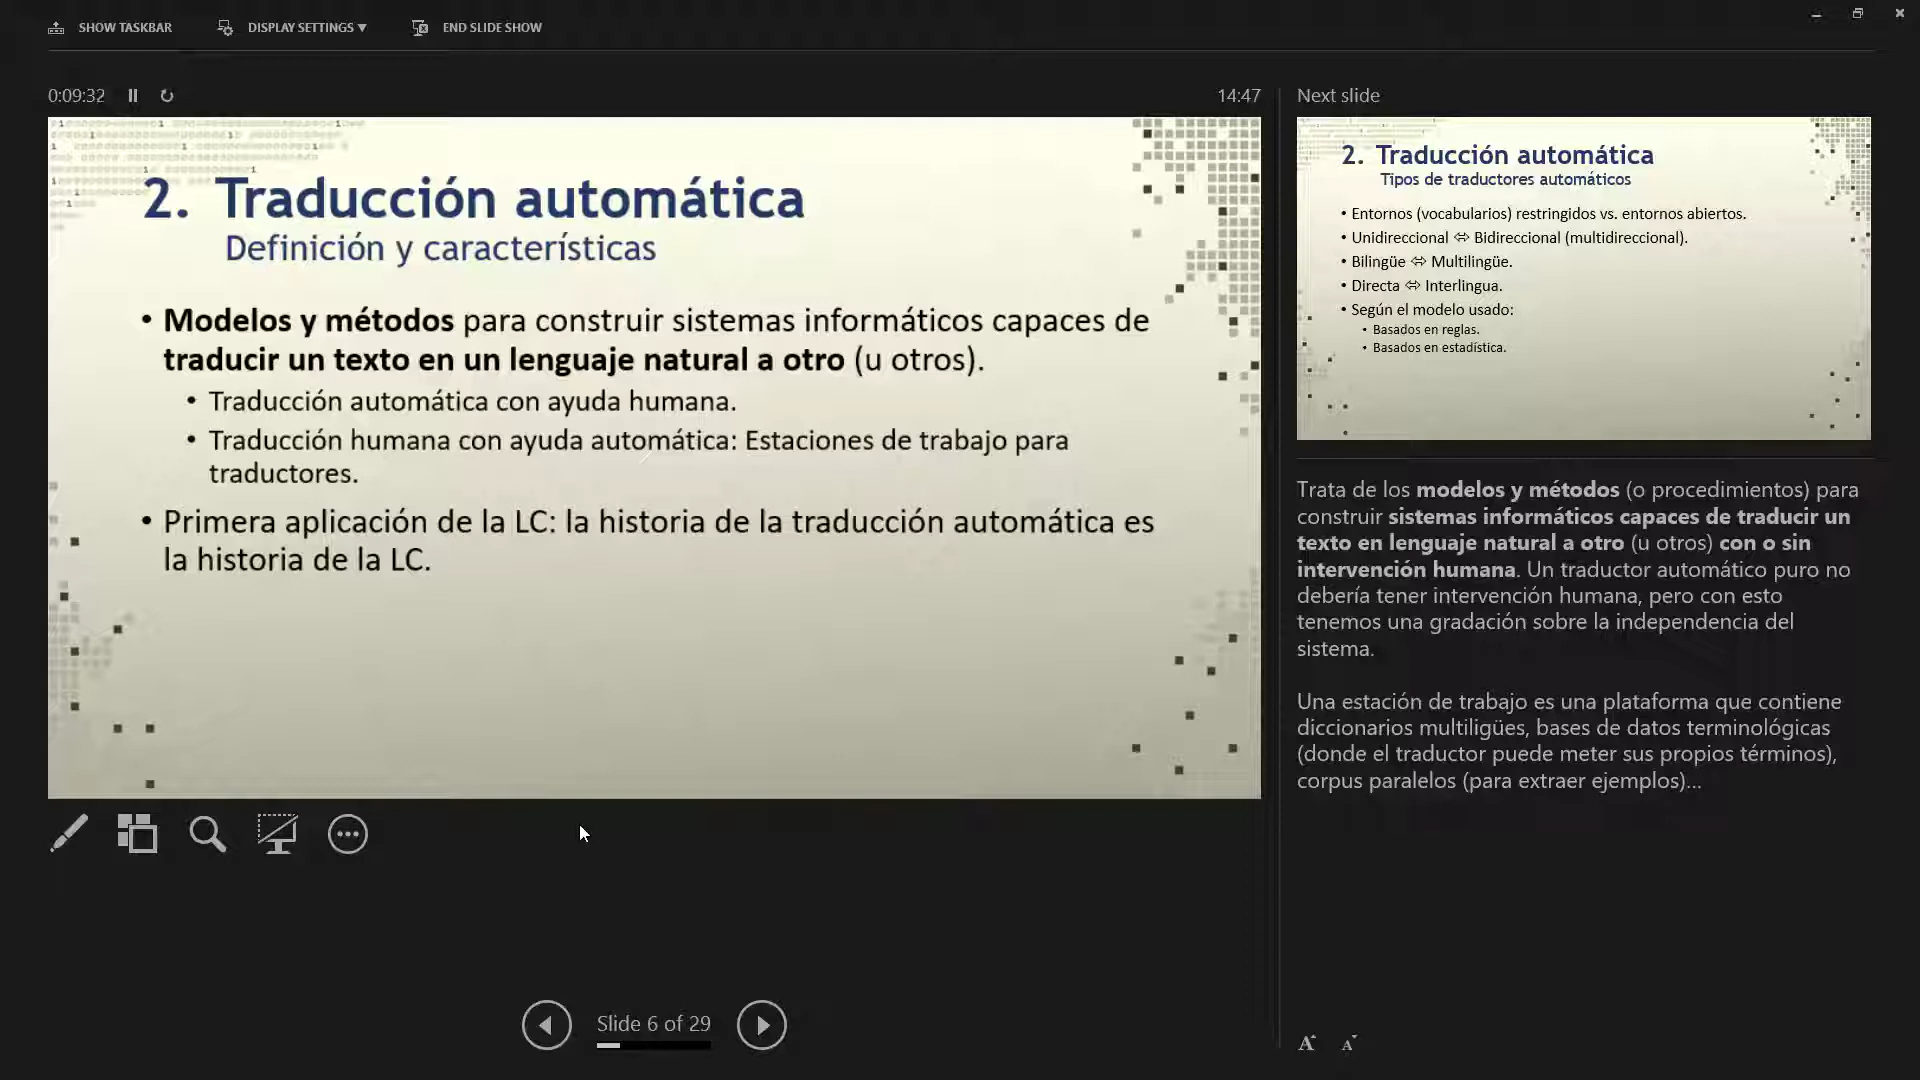 SHOW TASKBAR
DISPLAY SETTINGS ▼
END SLIDE SHOW
0:09:32
14:47
Next slide
2. Traducción automática
Definición y características
• Modelos y métodos para construir sistemas informáticos capaces de
traducir un texto en un lenguaje natural a otro (u otros).
• Traducción automática con ayuda humana.
• Traducción humana con ayuda automática: Estaciones de trabajo para
traductores.
• Primera aplicación de la LC: la historia de la traducción automática es
la historia de la LC.
2. Traducción automática
Tipos de traductores automáticos
• Entornos (vocabularios) restringidos vs. entornos abiertos.
• Unidireccional ⇔ Bidireccional (multidireccional).
• Bilingüe ⇔ Multilingüe.
• Directa ⇔ Interlingua.
• Según el modelo usado:
• Basados en reglas.
• Basados en estadística.
Trata de los modelos y métodos (o procedimientos) para
construir sistemas informáticos capaces de traducir un
texto en lenguaje natural a otro (u otros) con o sin
intervención humana. Un traductor automático puro no
debería tener intervención humana, pero con esto
tenemos una gradación sobre la independencia del
sistema.
Una estación de trabajo es una plataforma que contiene
diccionarios multiligües, bases de datos terminológicas
(donde el traductor puede meter sus propios términos),
corpus paralelos (para extraer ejemplos)...
Slide 6 of 29
A A